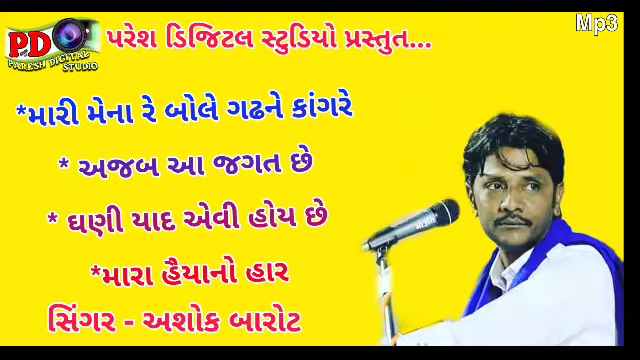 PD
PARESH DIGITAL
STUDIO
પરેશ ડિજિટલ સ્ટુડિયો પ્રસ્તુત...
Mp3
*મારી મેના રે બોલે ગઢને કાંગરે
* અજબ આ જગત છે
* ઘણી યાદ એવી હોય છે
*મારા હૈયાનો હાર
સિંગર - અશોક બારોટ